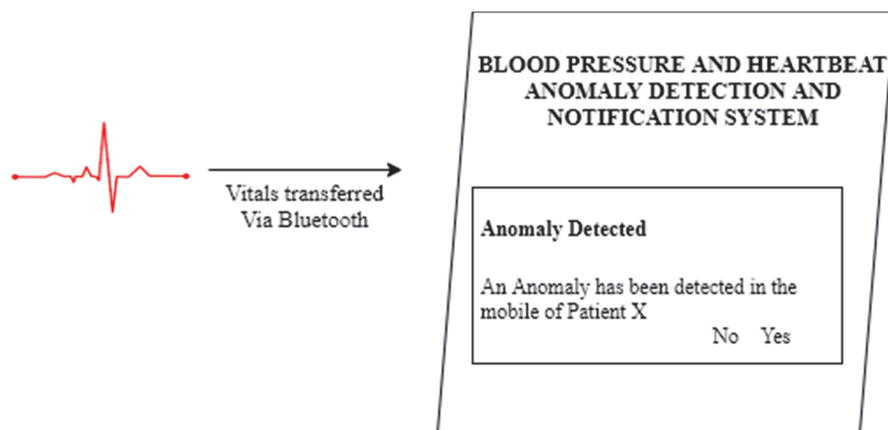 BLOOD PRESSURE AND HEARTBEAT
ANOMALY DETECTION AND
NOTIFICATION SYSTEM
Vitals transferred
Via Bluetooth
Anomaly Detected
An Anomaly has been detected in the
mobile of Patient X
No Yes